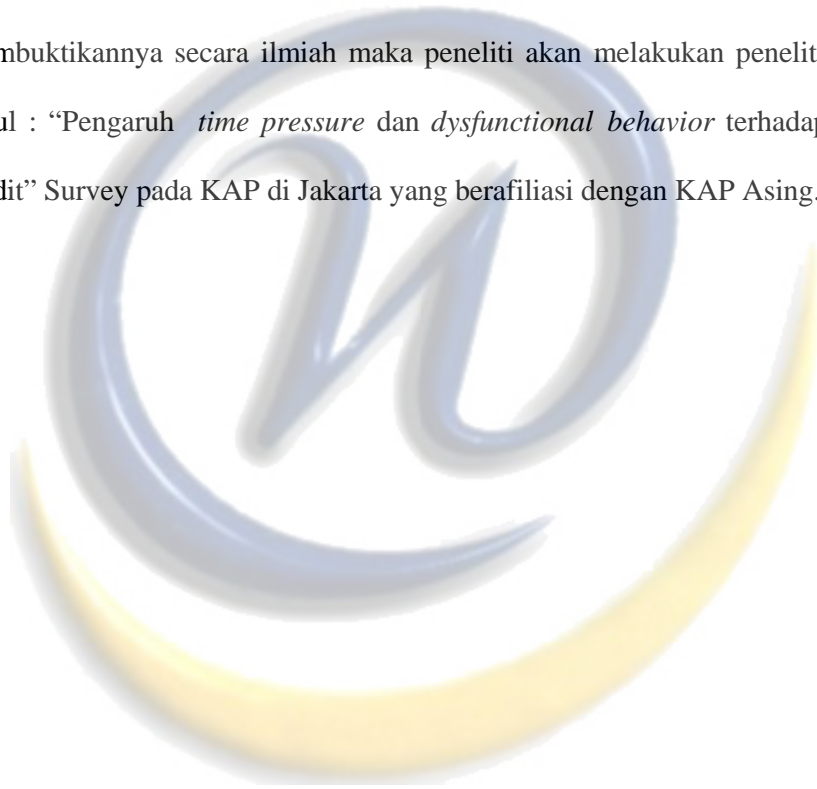 mbuktikannya secara ilmiah maka peneliti akan melakukan penelit
ul : “Pengaruh time pressure dan dysfunctional behavior terhadap
dit” Survey pada KAP di Jakarta yang berafiliasi dengan KAP Asing.